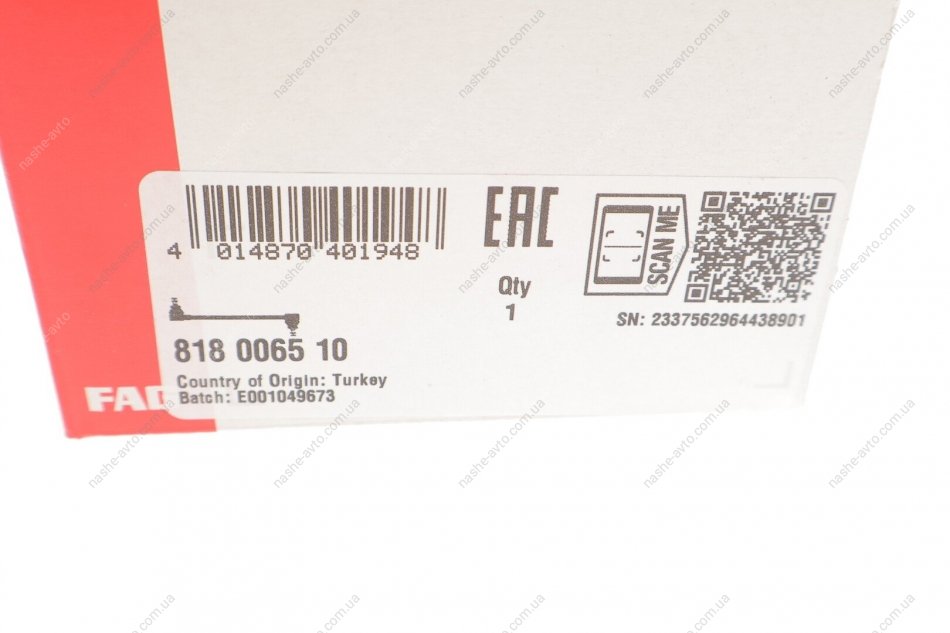 4 014870 401948
EAC
Qty
1
SCAN ME
SN: 2337562964438901
818 0065 10
Country of Origin: Turkey
Batch: E001049673
FAG
nashe-avto.com.ua